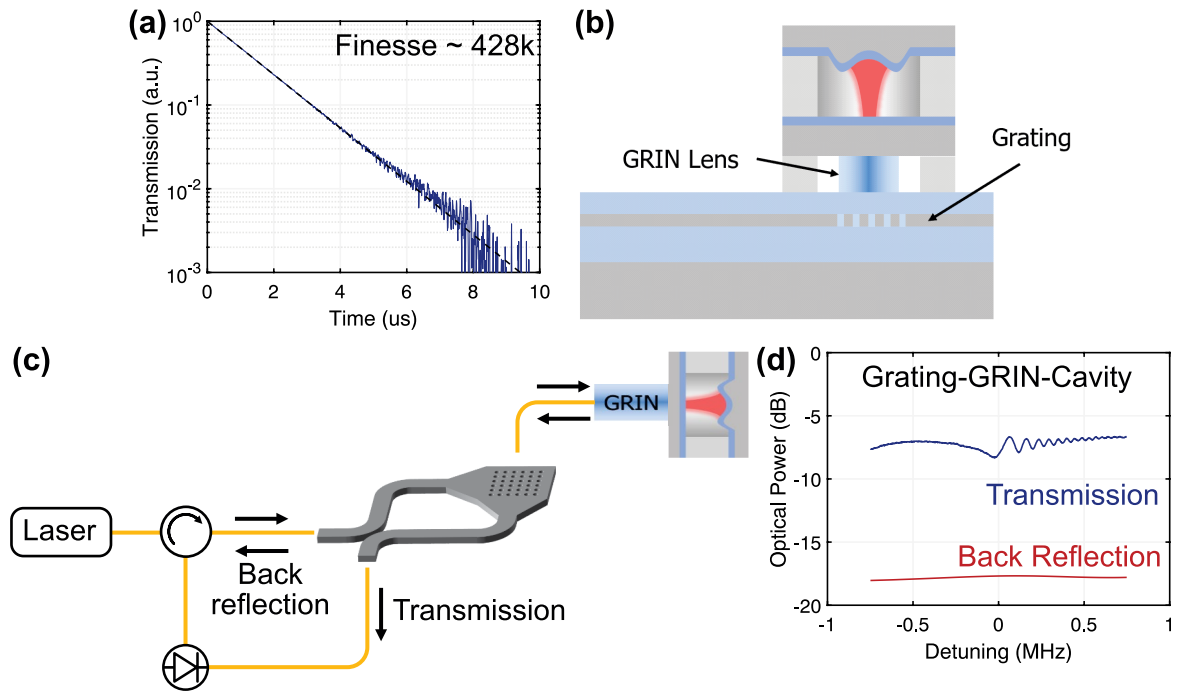 (a)
Finesse ~ 428k
Transmission (a.u.)
10⁰
10⁻¹
10⁻²
10⁻³
0
2
4
6
8
10
Time (us)
(b)
GRIN Lens
Grating
(c)
Laser
Back
reflection
Transmission
GRIN
(d)
Grating-GRIN-Cavity
Optical Power (dB)
0
-5
-10
-15
-20
Transmission
Back Reflection
-1
-0.5
0
0.5
1
Detuning (MHz)